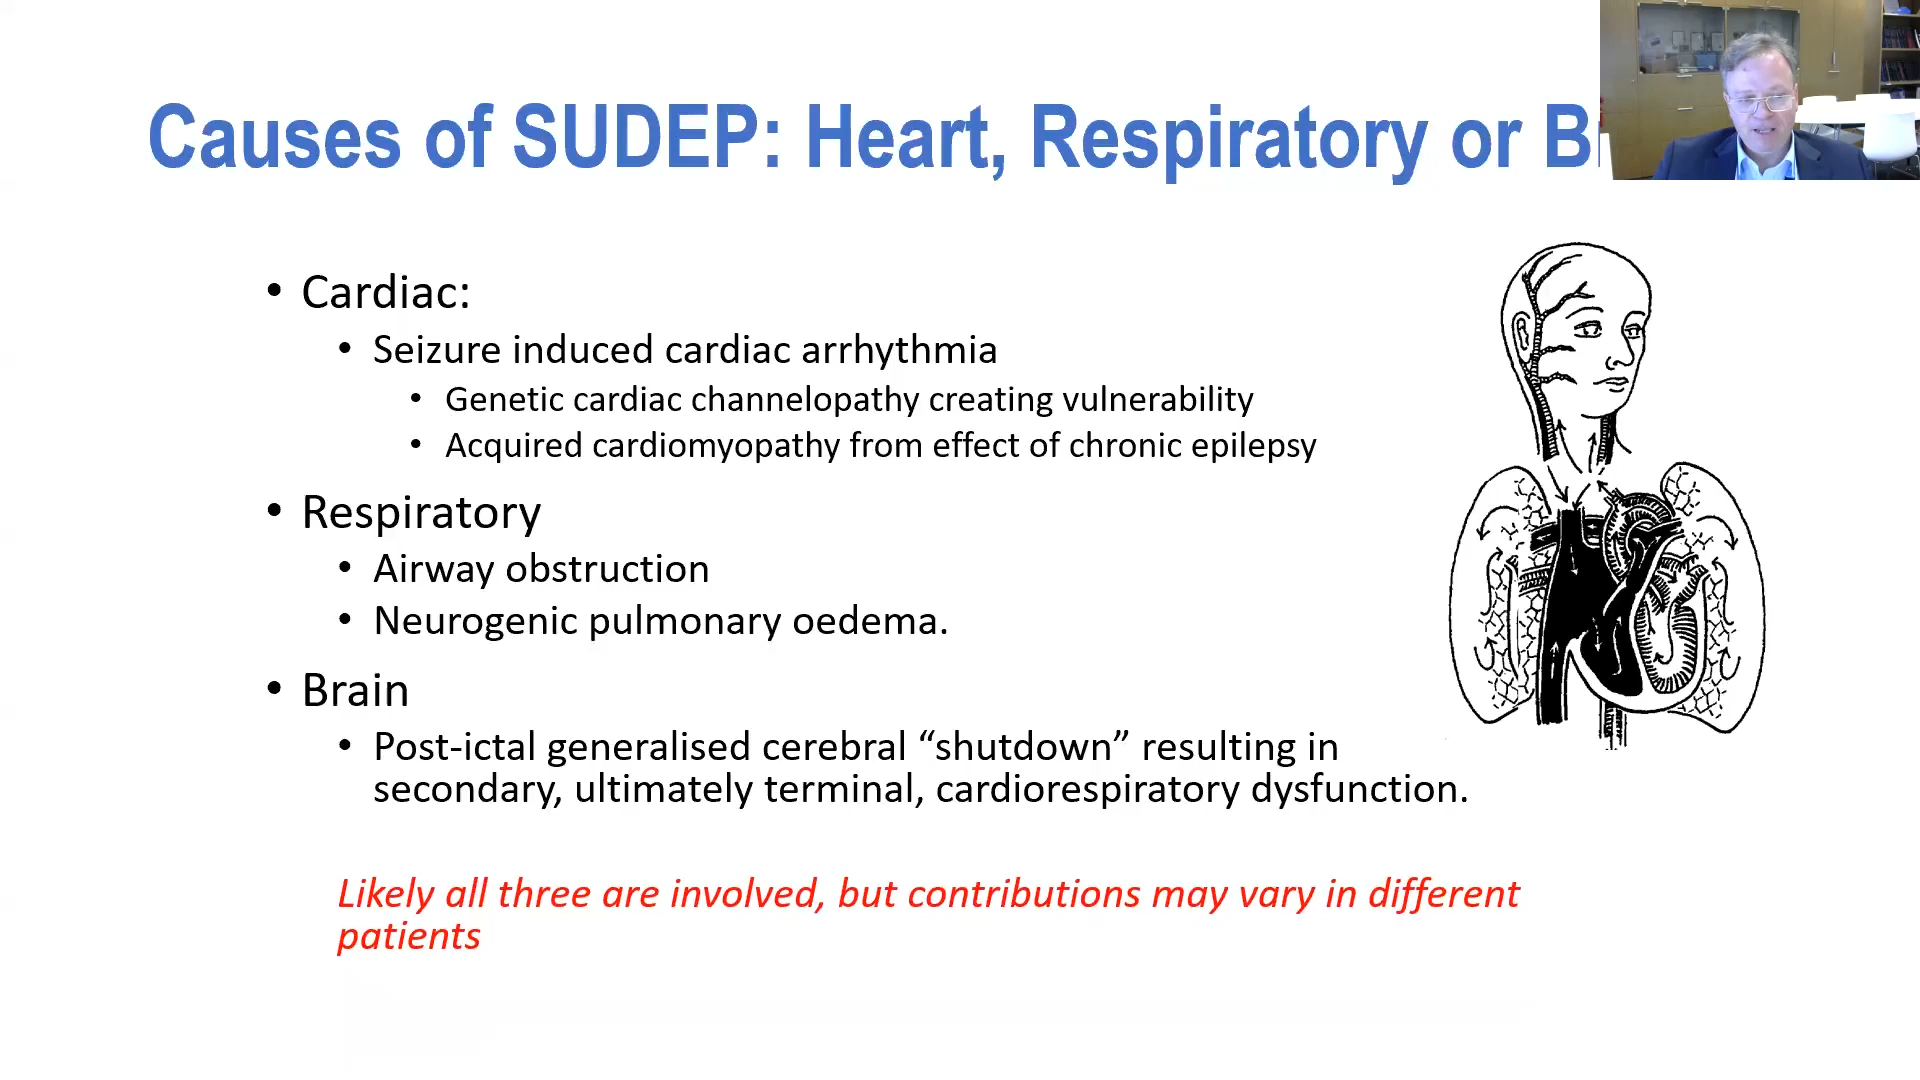 Causes of SUDEP: Heart, Respiratory or
• Cardiac:
• Seizure induced cardiac arrhythmia
• Genetic cardiac channelopathy creating vulnerability
• Acquired cardiomyopathy from effect of chronic epilepsy
• Respiratory
• Airway obstruction
• Neurogenic pulmonary oedema.
• Brain
• Post-ictal generalised cerebral “shutdown” resulting in
secondary, ultimately terminal, cardiorespiratory dysfunction.
Likely all three are involved, but contributions may vary in different
patients